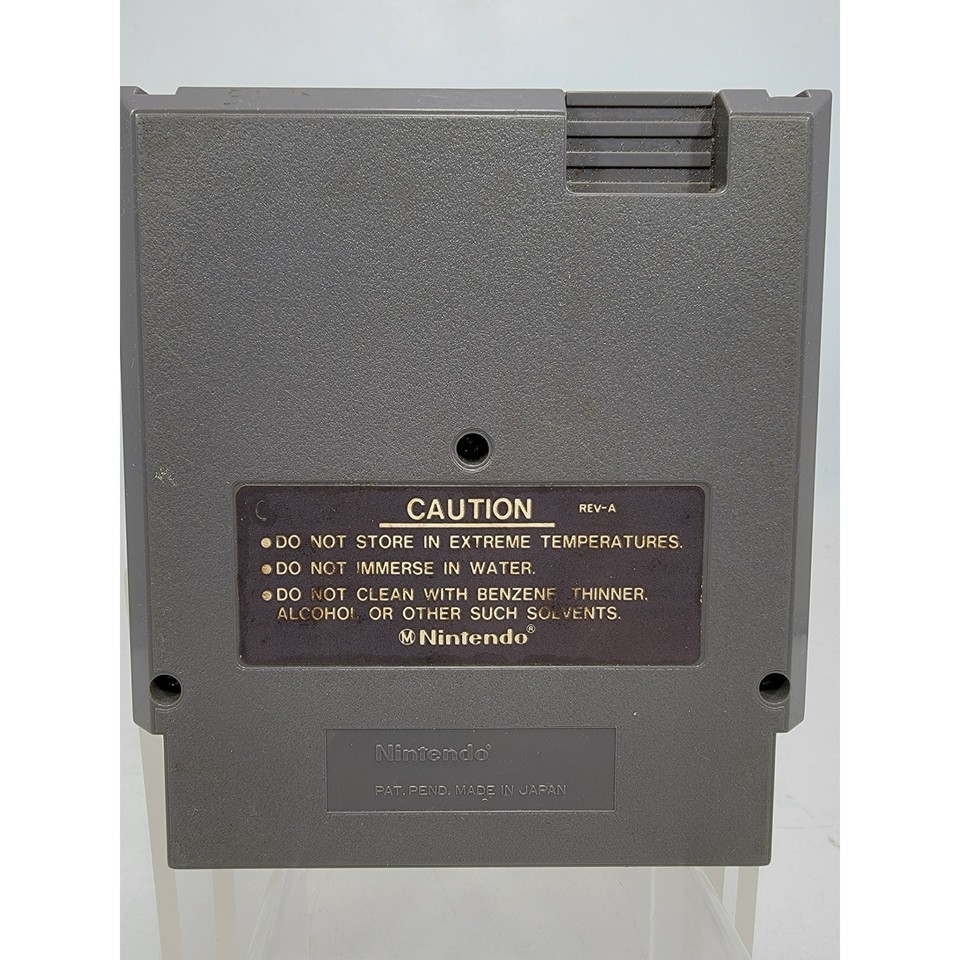 CAUTION REV-A
●DO NOT STORE IN EXTREME TEMPERATURES.
●DO NOT IMMERSE IN WATER.
●DO NOT CLEAN WITH BENZENE, THINNER,
ALCOHOL OR OTHER SUCH SOLVENTS.
ⓂNintendo®
Nintendo®
PAT. PEND. MADE IN JAPAN